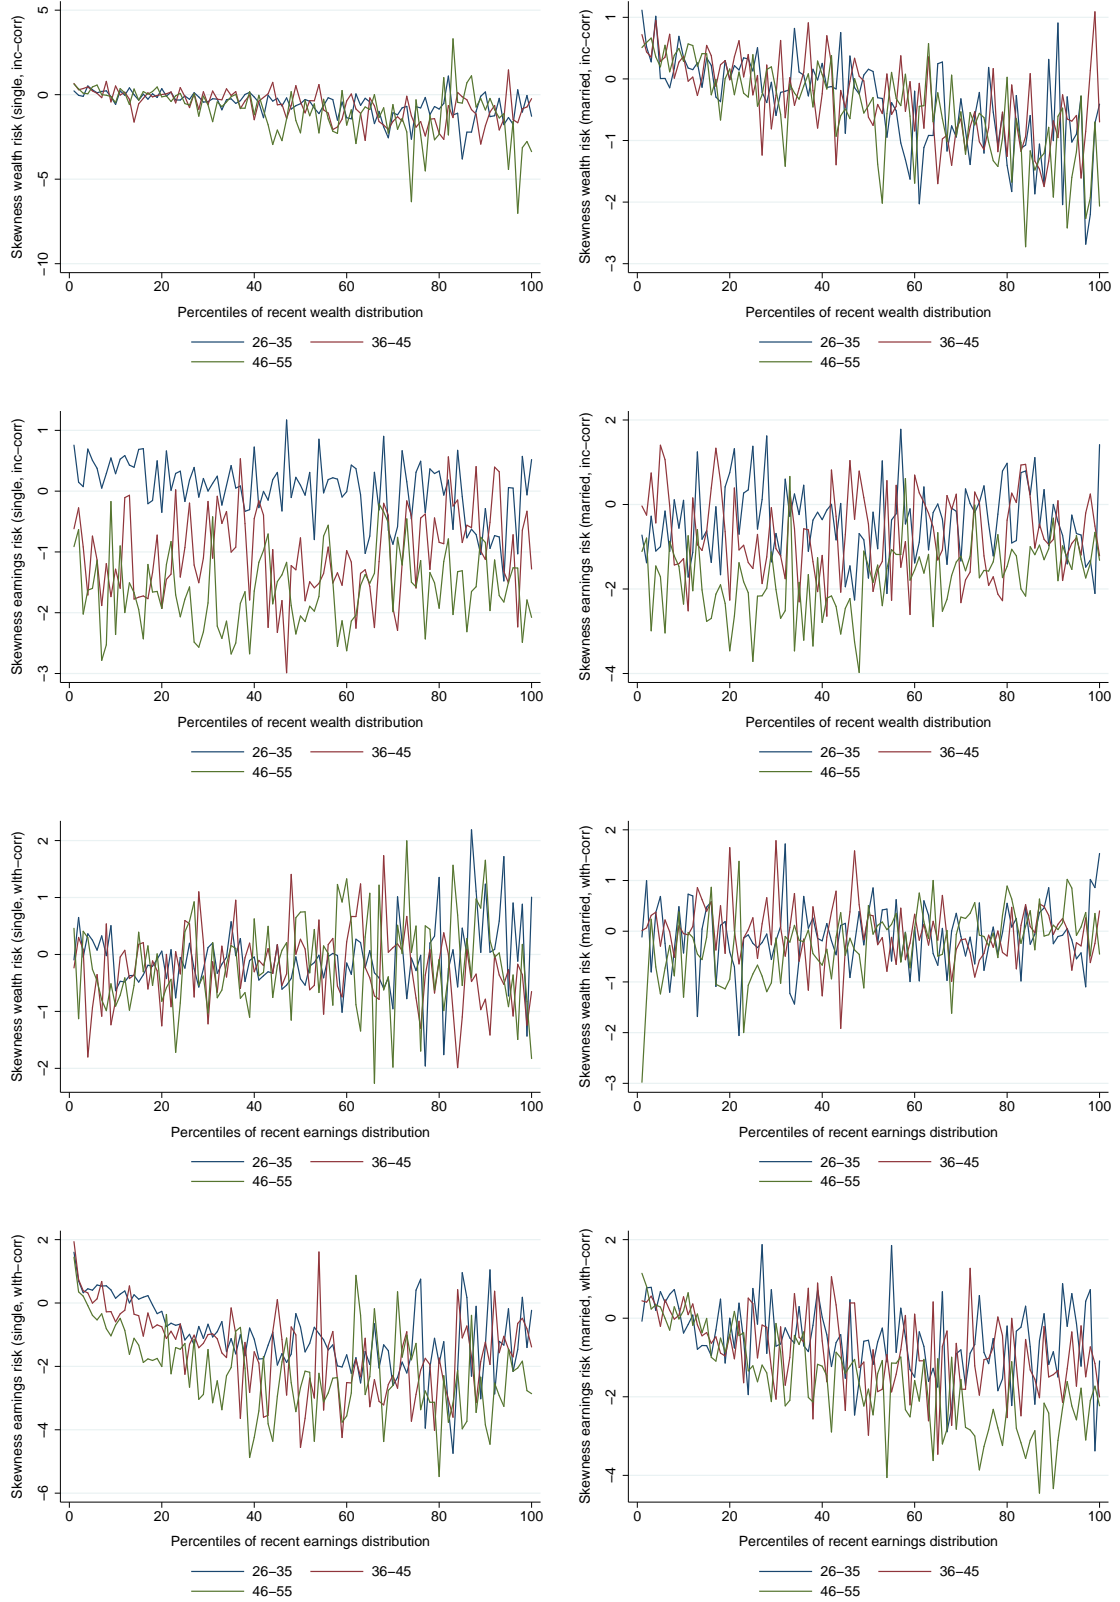 Skewness wealth risk (single, inc−corr)
5
0
−5
−10
0 20 40 60 80 100
Percentiles of recent wealth distribution
26−35 36−45
46−55
Skewness wealth risk (married, inc−corr)
1
0
−1
−2
−3
0 20 40 60 80 100
Percentiles of recent wealth distribution
26−35 36−45
46−55
Skewness earnings risk (single, inc−corr)
1
0
−1
−2
−3
0 20 40 60 80 100
Percentiles of recent wealth distribution
26−35 36−45
46−55
Skewness earnings risk (married, inc−corr)
2
0
−2
−4
0 20 40 60 80 100
Percentiles of recent wealth distribution
26−35 36−45
46−55
Skewness wealth risk (single, wlth−corr)
2
1
0
−1
−2
0 20 40 60 80 100
Percentiles of recent earnings distribution
26−35 36−45
46−55
Skewness wealth risk (married, wlth−corr)
2
1
0
−1
−2
−3
0 20 40 60 80 100
Percentiles of recent earnings distribution
26−35 36−45
46−55
Skewness earnings risk (single, wlth−corr)
2
0
−2
−4
−6
0 20 40 60 80 100
Percentiles of recent earnings distribution
26−35 36−45
46−55
Skewness earnings risk (married, wlth−corr)
2
0
−2
−4
0 20 40 60 80 100
Percentiles of recent earnings distribution
26−35 36−45
46−55